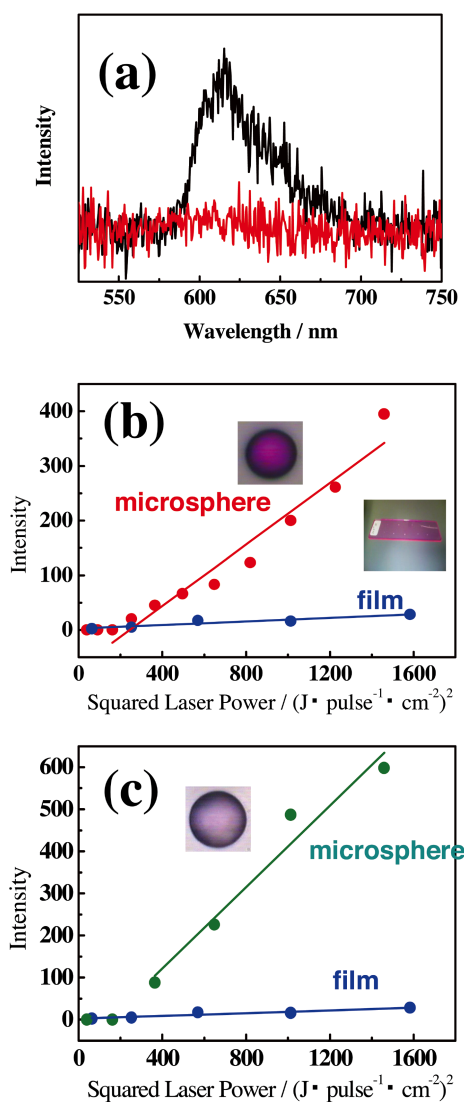 (a)
Intensity
550 600 650 700 750
Wavelength / nm
(b)
400
300
200
100
0
Intensity
microsphere
film
0 400 800 1200 1600
Squared Laser Power / (J· pulse⁻¹· cm⁻²)²
(c)
600
500
400
300
200
100
0
Intensity
microsphere
film
0 400 800 1200 1600
Squared Laser Power / (J· pulse⁻¹· cm⁻²)²